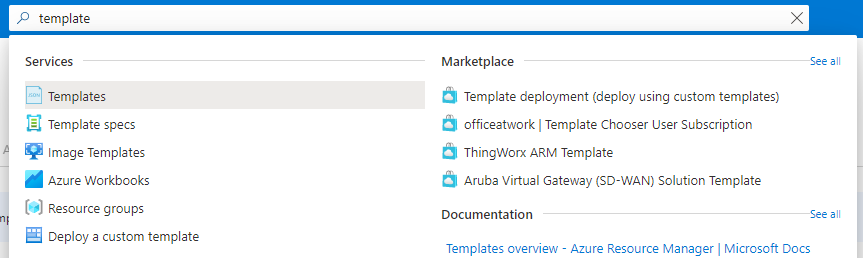 template
Services
Templates
Template specs
Image Templates
Azure Workbooks
Resource groups
Deploy a custom template
Marketplace
See all
Template deployment (deploy using custom templates)
officeatwork | Template Chooser User Subscription
ThingWorx ARM Template
Aruba Virtual Gateway (SD-WAN) Solution Template
Documentation
See all
Templates overview - Azure Resource Manager | Microsoft Docs